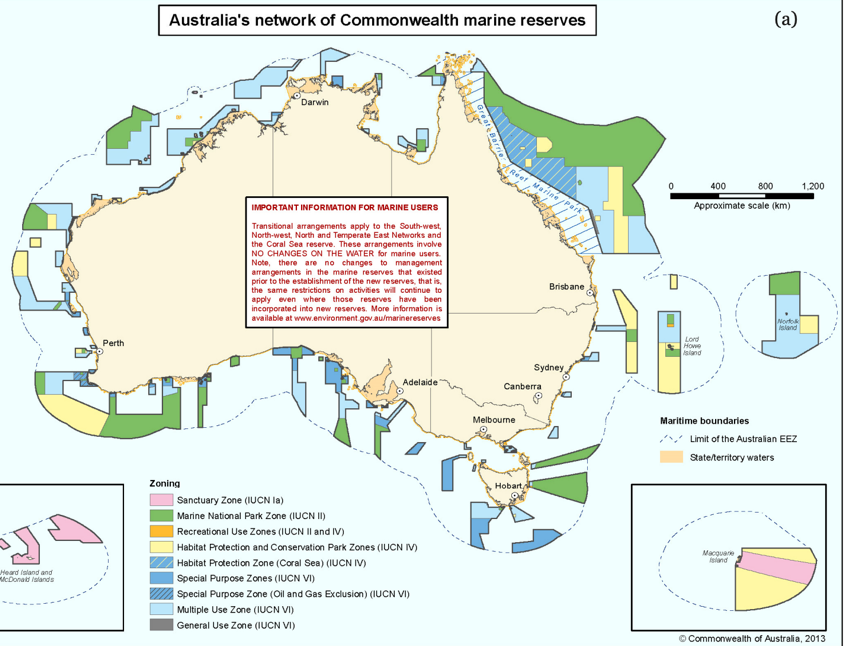 Australia's network of Commonwealth marine reserves
(a)
Darwin
Great Barrier Reef Marine Park
0 400 800 1,200
Approximate scale (km)
IMPORTANT INFORMATION FOR MARINE USERS
Transitional arrangements apply to the South-west,
North-west, North and Temperate East Networks and
the Coral Sea reserve. These arrangements involve
NO CHANGES ON THE WATER for marine users.
Note, there are no changes to management
arrangements in the marine reserves that existed
prior to the establishment of the new reserves, that is,
the same restrictions on activities will continue to
apply even where those reserves have been
incorporated into new reserves. More information is
available at www.environment.gov.au/marinereserves
Brisbane
Norfolk
Island
Lord
Howe
Island
Perth
Sydney
Adelaide
Canberra
Melbourne
Hobart
Maritime boundaries
Limit of the Australian EEZ
State/territory waters
Zoning
Sanctuary Zone (IUCN Ia)
Marine National Park Zone (IUCN II)
Recreational Use Zones (IUCN II and IV)
Habitat Protection and Conservation Park Zones (IUCN IV)
Habitat Protection Zone (Coral Sea) (IUCN IV)
Special Purpose Zones (IUCN VI)
Special Purpose Zone (Oil and Gas Exclusion) (IUCN VI)
Multiple Use Zone (IUCN VI)
General Use Zone (IUCN VI)
Heard Island and
McDonald Islands
Macquarie
Island
© Commonwealth of Australia, 2013